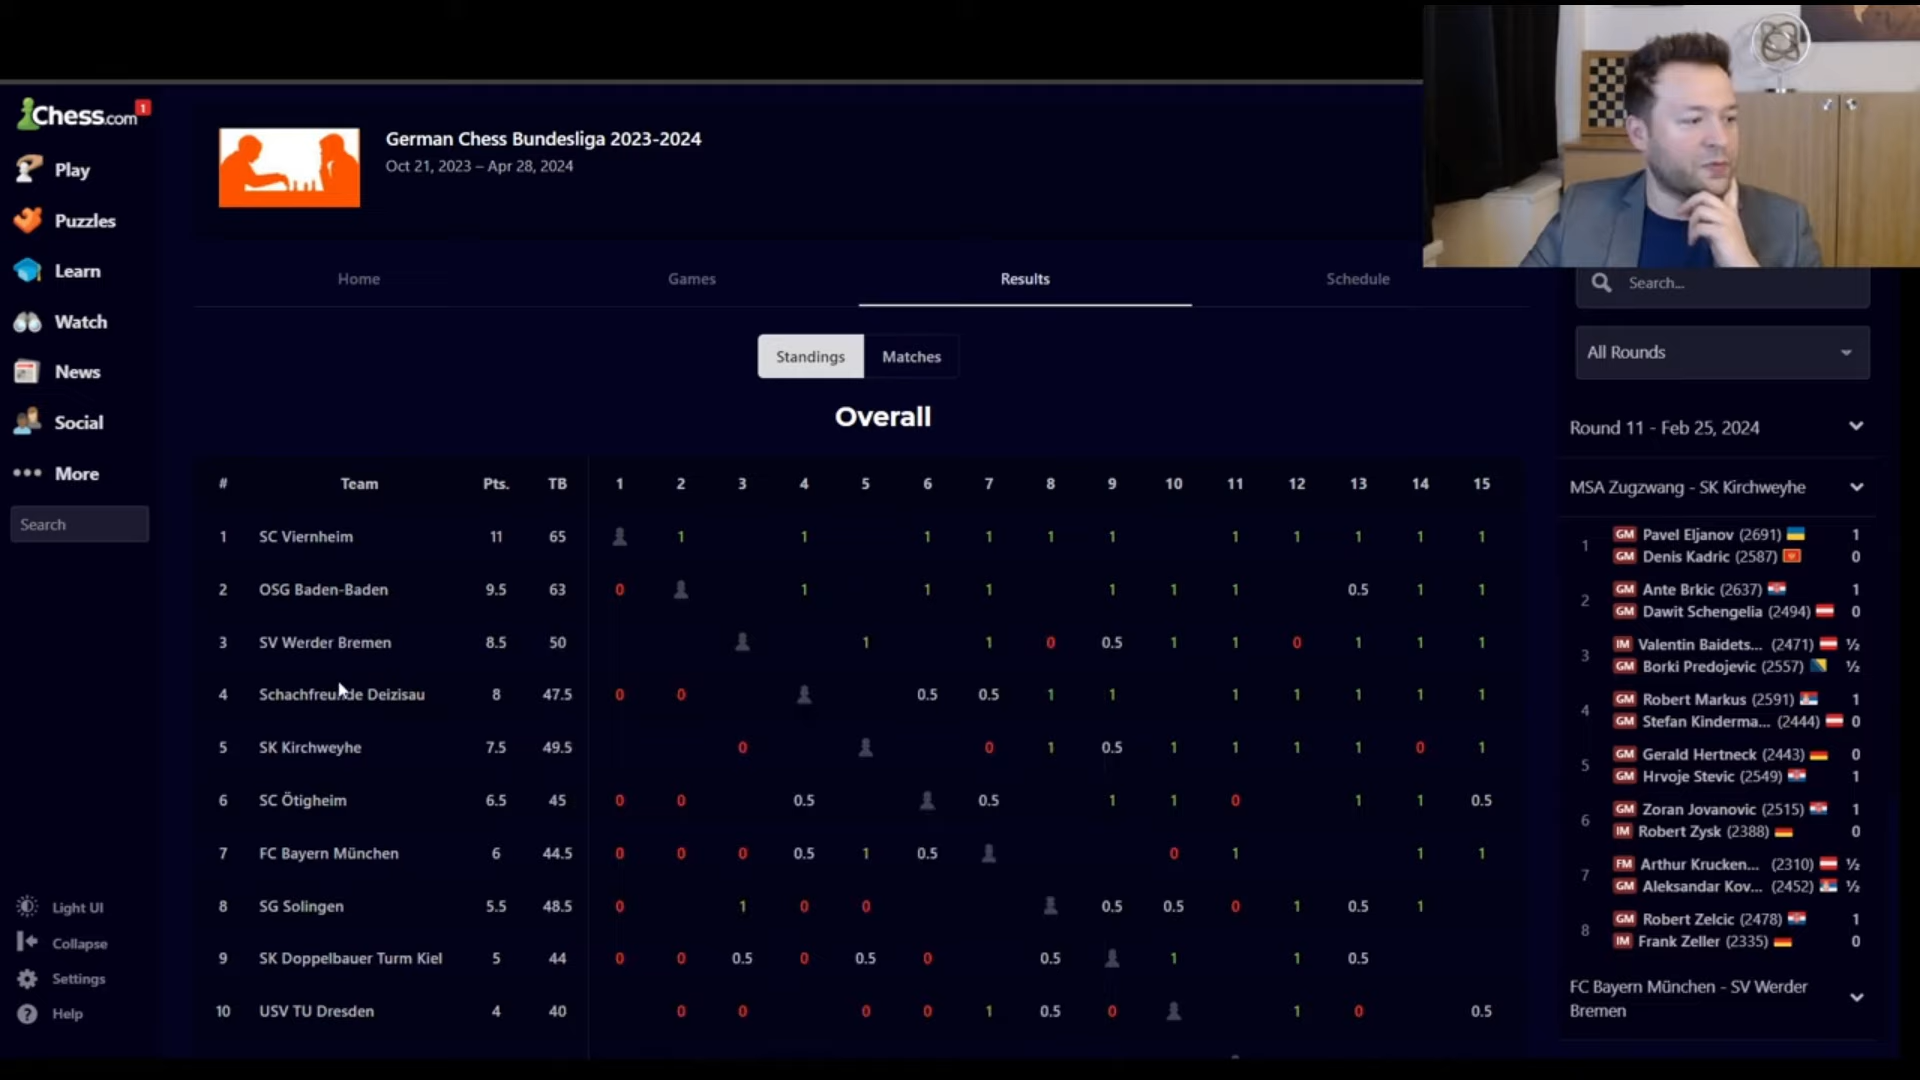 Chess.com 1
Play
Puzzles
Learn
Watch
News
Social
More
Search
Light UI
Collapse
Settings
Help
German Chess Bundesliga 2023-2024
Oct 21, 2023 – Apr 28, 2024
Home Games Results Schedule
Standings Matches
Overall
# Team Pts. TB 1 2 3 4 5 6 7 8 9 10 11 12 13 14 15
1 SC Viernheim 11 65 1 1 1 1 1 1 1 1 1 1 1
2 OSG Baden-Baden 9.5 63 0 1 1 1 1 1 1 0.5 1 1
3 SV Werder Bremen 8.5 50 1 1 0 0.5 1 1 0 1 1 1
4 Schachfreunde Deizisau 8 47.5 0 0 0.5 0.5 1 1 1 1 1 1 1
5 SK Kirchweyhe 7.5 49.5 0 0 1 0.5 1 1 1 1 0 1
6 SC Ötigheim 6.5 45 0 0 0.5 0.5 1 1 0 1 1 0.5
7 FC Bayern München 6 44.5 0 0 0 0.5 1 0.5 0 1 1 1
8 SG Solingen 5.5 48.5 0 1 0 0 0.5 0.5 0 1 0.5 1
9 SK Doppelbauer Turm Kiel 5 44 0 0 0.5 0 0.5 0 0.5 1 1 0.5
10 USV TU Dresden 4 40 0 0 0 0 1 0.5 0 1 0 0.5
Search...
All Rounds
Round 11 - Feb 25, 2024
MSA Zugzwang - SK Kirchweyhe
1
GM Pavel Eljanov (2691) 1
GM Denis Kadric (2587) 0
2
GM Ante Brkic (2637) 1
GM Dawit Schengelia (2494) 0
3
IM Valentin Baidets... (2471) ½
GM Borki Predojevic (2557) ½
4
GM Robert Markus (2591) 1
GM Stefan Kinderma... (2444) 0
5
GM Gerald Hertneck (2443) 0
GM Hrvoje Stevic (2549) 1
6
GM Zoran Jovanovic (2515) 1
IM Robert Zysk (2388) 0
7
FM Arthur Krucken... (2310) ½
GM Aleksandar Kov... (2452) ½
8
GM Robert Zelcic (2478) 1
IM Frank Zeller (2335) 0
FC Bayern München - SV Werder
Bremen